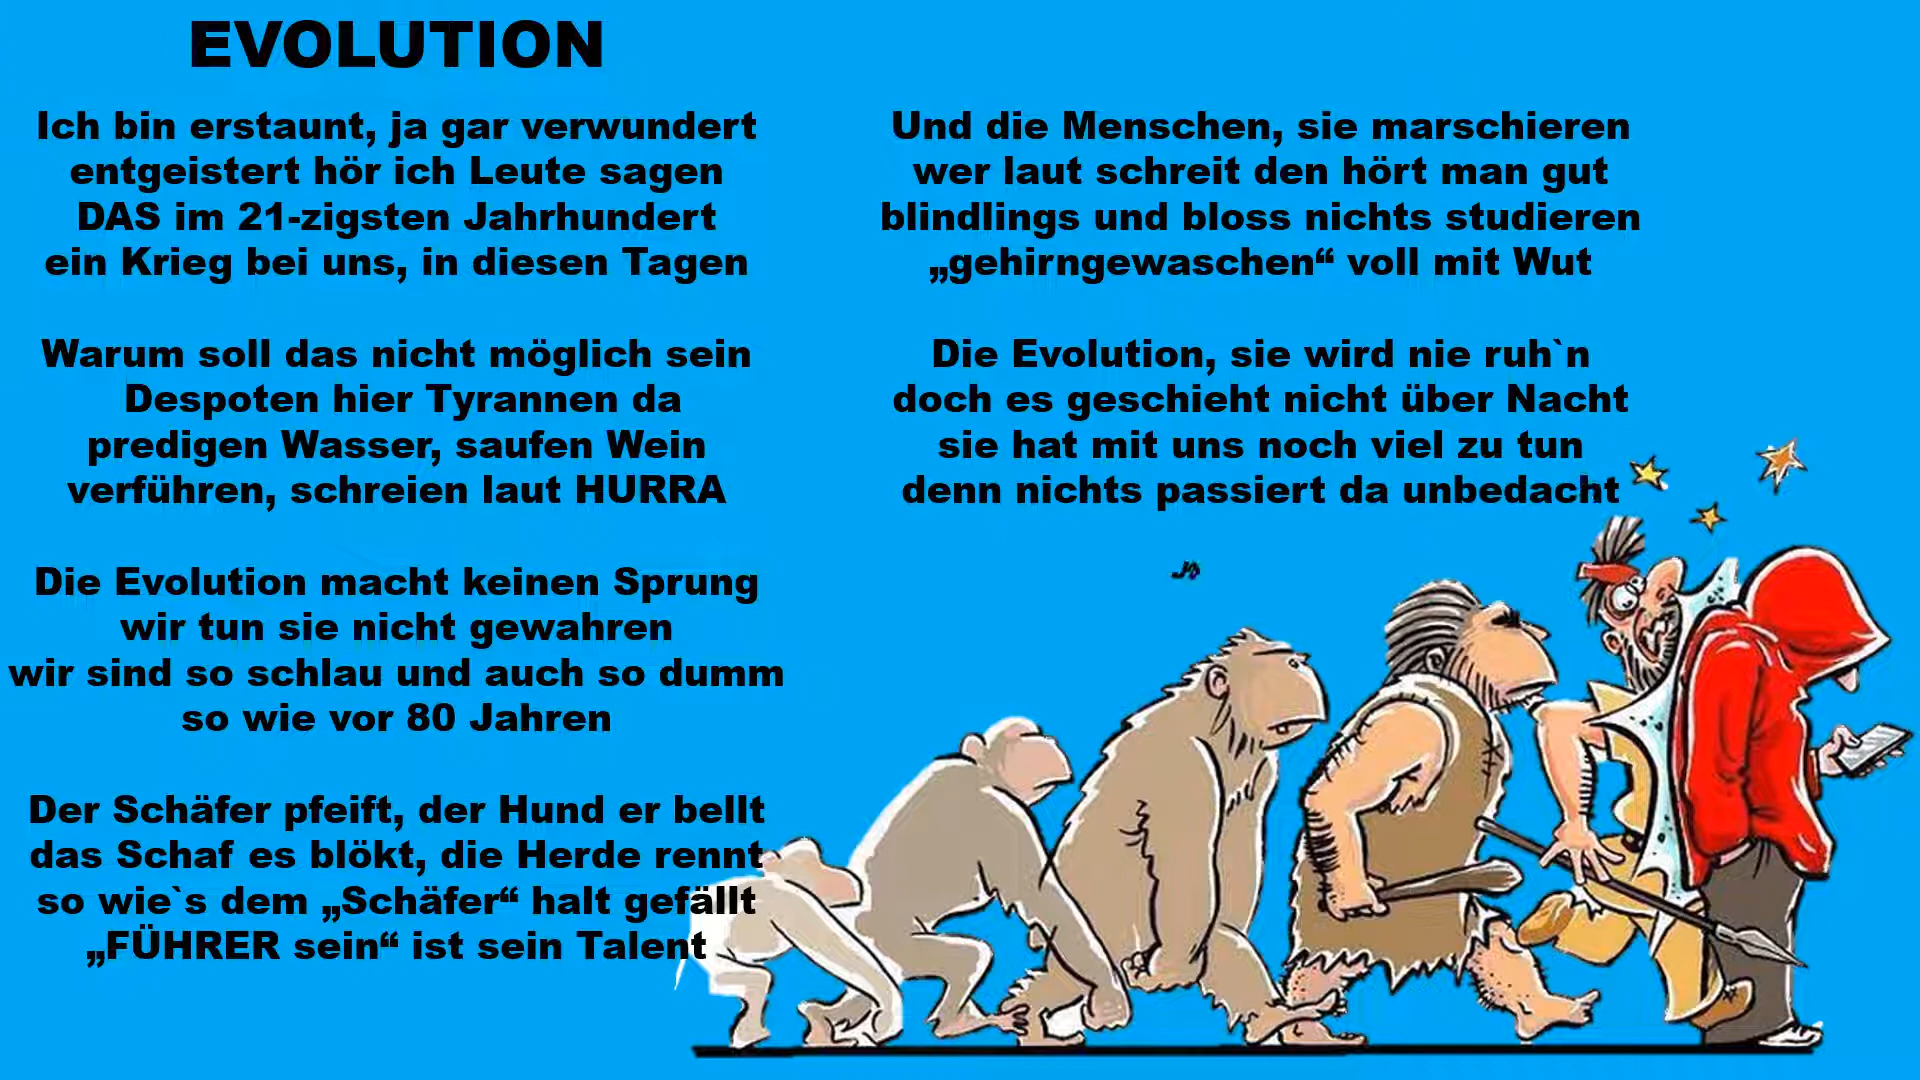 EVOLUTION
Ich bin erstaunt, ja gar verwundert
entgeistert hör ich Leute sagen
DAS im 21-zigsten Jahrhundert
ein Krieg bei uns, in diesen Tagen
Warum soll das nicht möglich sein
Despoten hier Tyrannen da
predigen Wasser, saufen Wein
verführen, schreien laut HURRA
Die Evolution macht keinen Sprung
wir tun sie nicht gewahren
wir sind so schlau und auch so dumm
so wie vor 80 Jahren
Der Schäfer pfeift, der Hund er bellt
das Schaf es blökt, die Herde rennt
so wie`s dem „Schäfer“ halt gefällt
„FÜHRER sein“ ist sein Talent
Und die Menschen, sie marschieren
wer laut schreit den hört man gut
blindlings und bloss nichts studieren
„gehirngewaschen“ voll mit Wut
Die Evolution, sie wird nie ruh`n
doch es geschieht nicht über Nacht
sie hat mit uns noch viel zu tun
denn nichts passiert da unbedacht